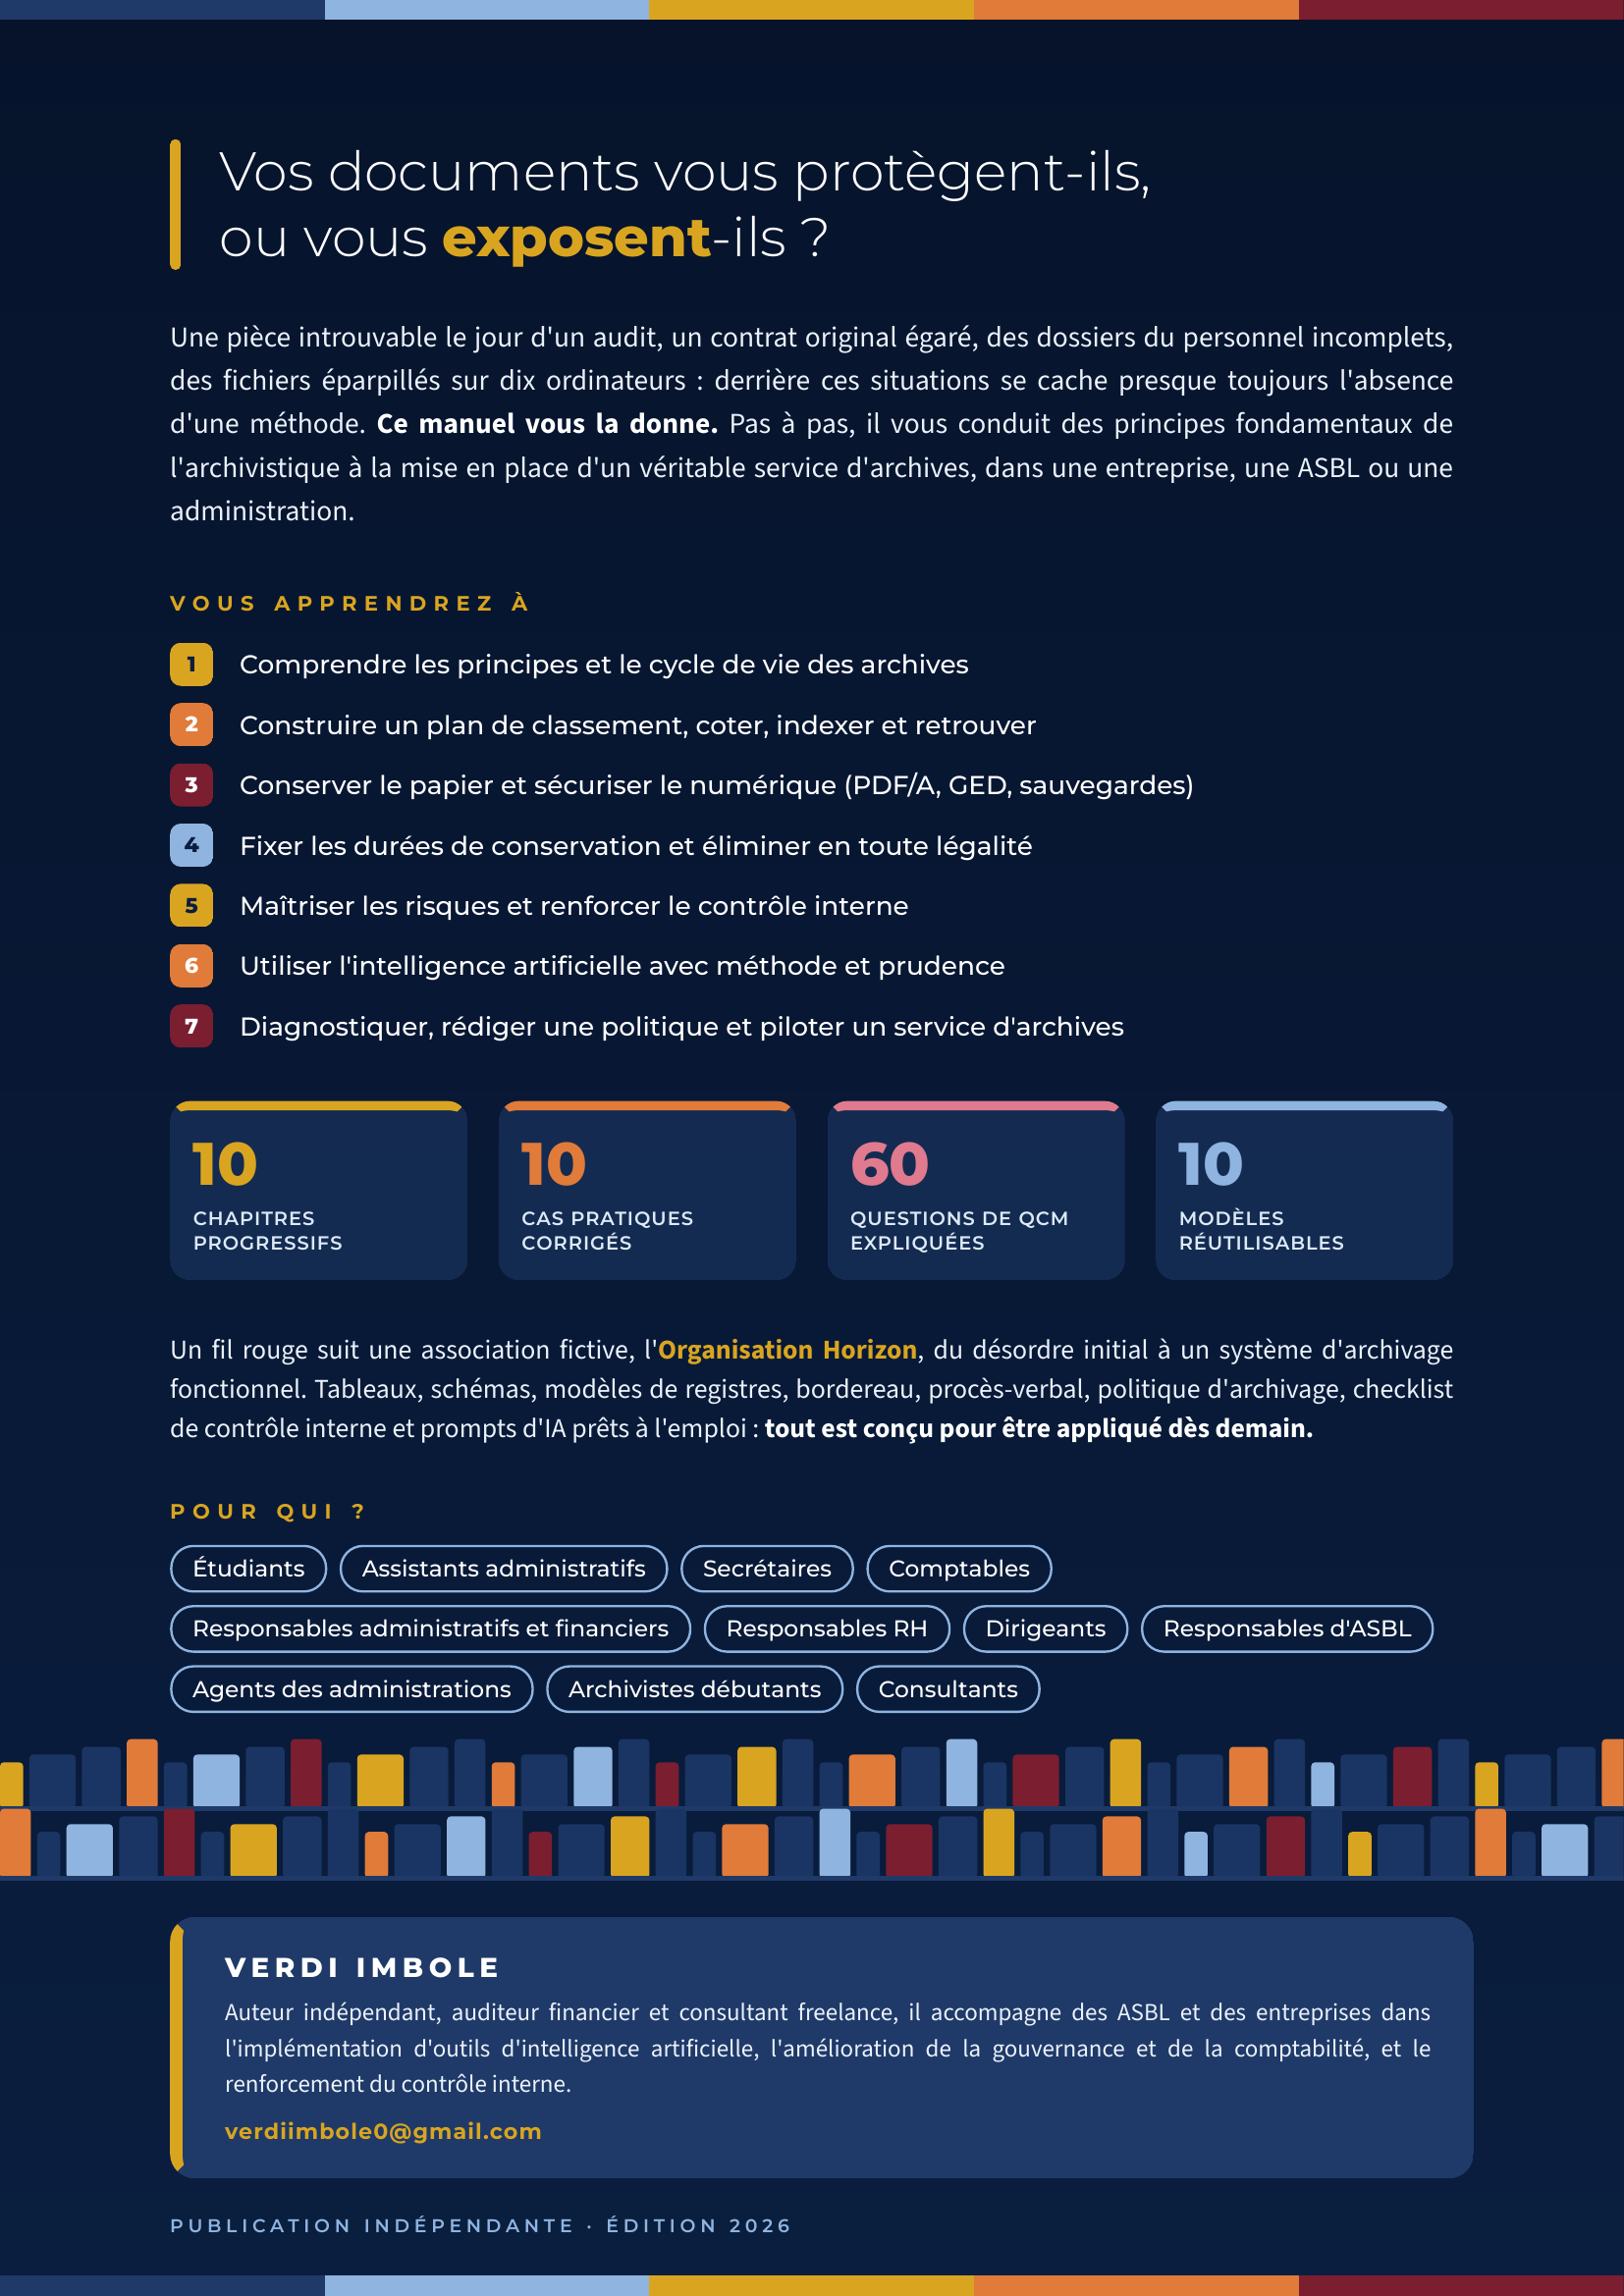 Vos documents vous protègent-ils,
ou vous exposent-ils ?
Une pièce introuvable le jour d'un audit, un contrat original égaré, des dossiers du personnel incomplets,
des fichiers éparpillés sur dix ordinateurs : derrière ces situations se cache presque toujours l'absence
d'une méthode. Ce manuel vous la donne. Pas à pas, il vous conduit des principes fondamentaux de
l'archivistique à la mise en place d'un véritable service d'archives, dans une entreprise, une ASBL ou une
administration.
VOUS APPRENDREZ À
1 Comprendre les principes et le cycle de vie des archives
2 Construire un plan de classement, coter, indexer et retrouver
3 Conserver le papier et sécuriser le numérique (PDF/A, GED, sauvegardes)
4 Fixer les durées de conservation et éliminer en toute légalité
5 Maîtriser les risques et renforcer le contrôle interne
6 Utiliser l'intelligence artificielle avec méthode et prudence
7 Diagnostiquer, rédiger une politique et piloter un service d'archives
10
CHAPITRES
PROGRESSIFS
10
CAS PRATIQUES
CORRIGÉS
60
QUESTIONS DE QCM
EXPLIQUÉES
10
MODÈLES
RÉUTILISABLES
Un fil rouge suit une association fictive, l'Organisation Horizon, du désordre initial à un système d'archivage
fonctionnel. Tableaux, schémas, modèles de registres, bordereau, procès-verbal, politique d'archivage, checklist
de contrôle interne et prompts d'IA prêts à l'emploi : tout est conçu pour être appliqué dès demain.
POUR QUI ?
Étudiants Assistants administratifs Secrétaires Comptables
Responsables administratifs et financiers Responsables RH Dirigeants Responsables d'ASBL
Agents des administrations Archivistes débutants Consultants
VERDI IMBOLE
Auteur indépendant, auditeur financier et consultant freelance, il accompagne des ASBL et des entreprises dans
l'implémentation d'outils d'intelligence artificielle, l'amélioration de la gouvernance et de la comptabilité, et le
renforcement du contrôle interne.
verdiimbole0@gmail.com
PUBLICATION INDÉPENDANTE · ÉDITION 2026